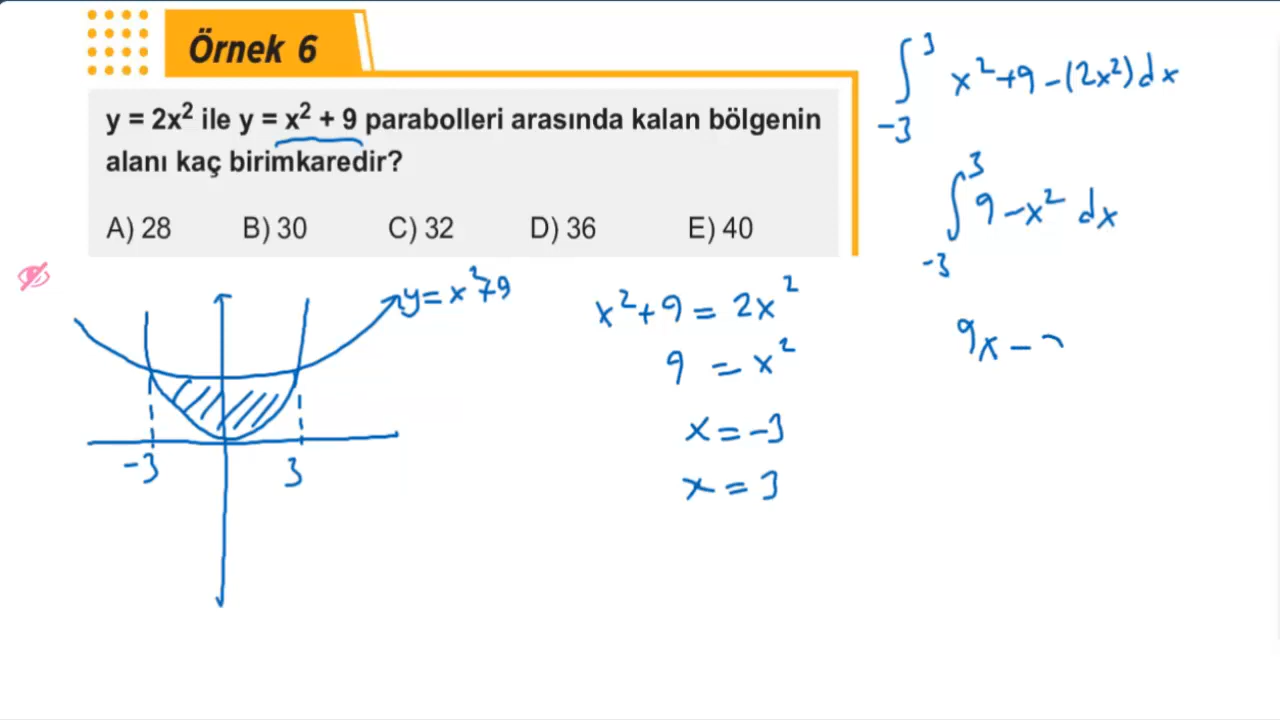 Örnek 6
y = 2x² ile y = x² + 9 parabolleri arasında kalan bölgenin
alanı kaç birimkaredir?
A) 28 B) 30 C) 32 D) 36 E) 40
y = x²+9
-3
3
x²+9 = 2x²
9 = x²
x = -3
x = 3
∫₋₃³ x²+9-(2x²)dx
∫₋₃³ 9-x² dx
9x -